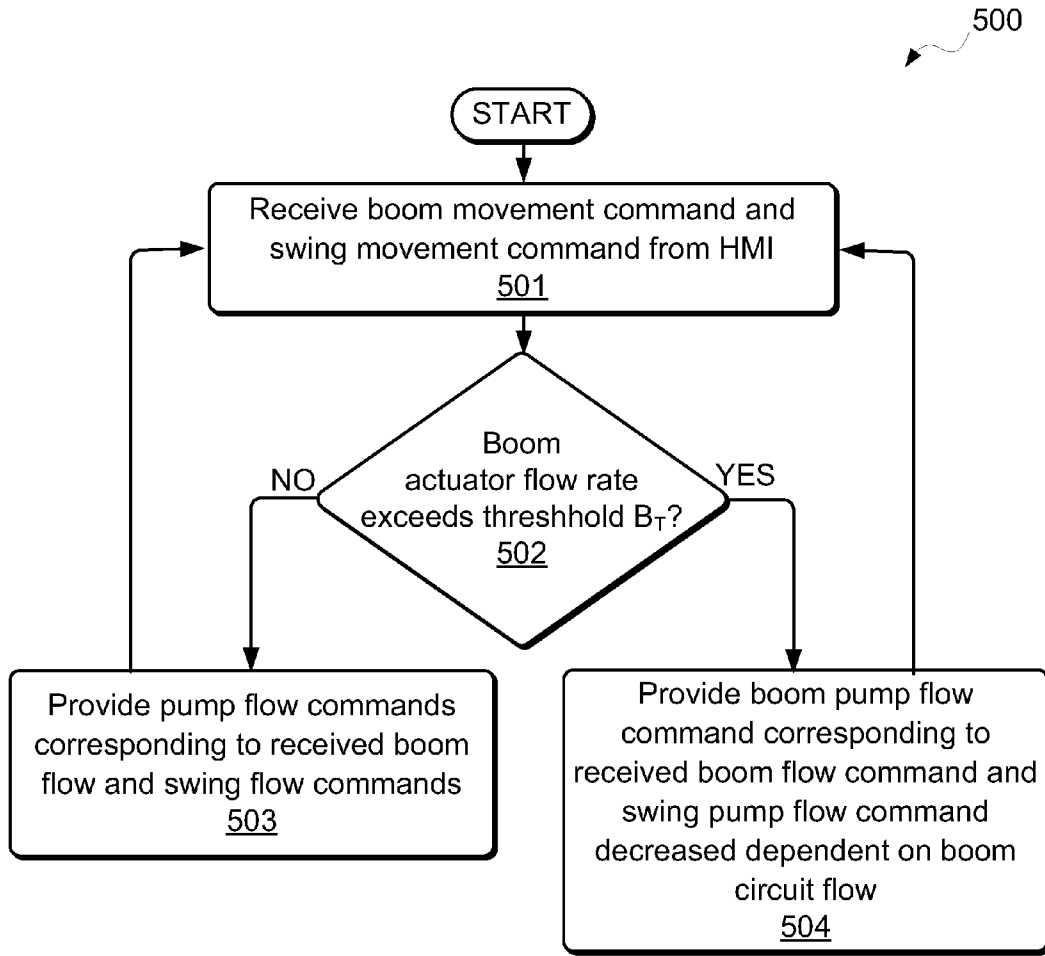 500
START
Receive boom movement command and
swing movement command from HMI
501
Boom
actuator flow rate
exceeds threshhold B_T?
502
NO
YES
Provide pump flow commands
corresponding to received boom
flow and swing flow commands
503
Provide boom pump flow
command corresponding to
received boom flow command and
swing pump flow command
decreased dependent on boom
circuit flow
504